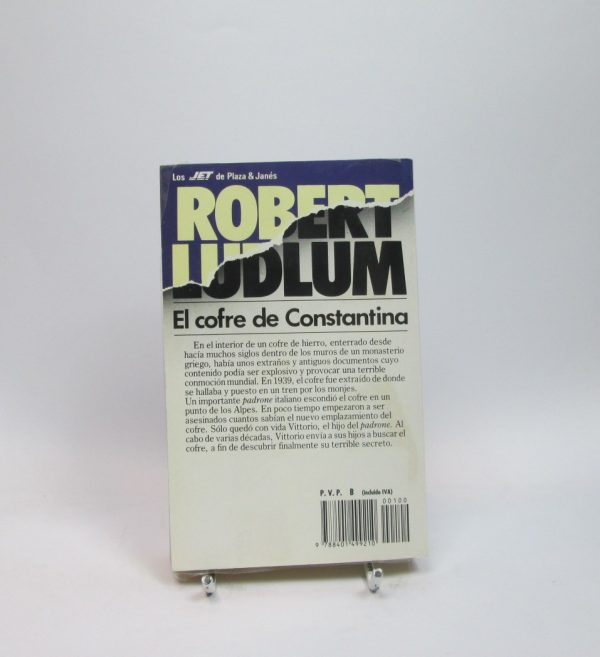 Los JET de Plaza & Janés
ROBERT
LUDLUM
El cofre de Constantina
En el interior de un cofre de hierro, enterrado desde
hacía muchos siglos dentro de los muros de un monasterio
griego, había unos extraños y antiguos documentos cuyo
contenido podía ser explosivo y provocar una terrible
conmoción mundial. En 1939, el cofre fue extraído de donde
se hallaba y puesto en un tren por los monjes.
Un importante padrone italiano escondió el cofre en un
punto de los Alpes. En poco tiempo empezaron a ser
asesinados cuantos sabían el nuevo emplazamiento del
cofre. Sólo quedó con vida Vittorio, el hijo del padrone. Al
cabo de varias décadas, Vittorio envía a sus hijos a buscar el
cofre, a fin de descubrir finalmente su terrible secreto.
P. V. P. B (incluido IVA)
00100
9 788401 499210